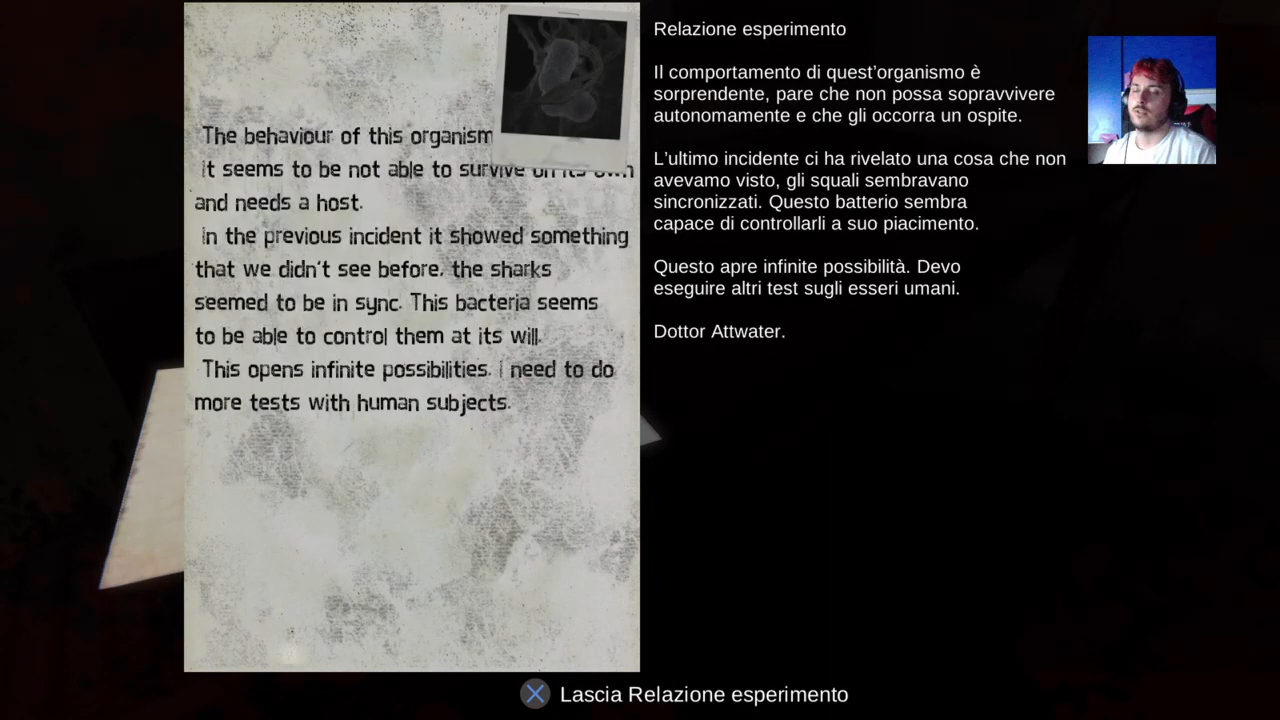 The behaviour of this organism
it seems to be not able to survive on its own
and needs a host.
in the previous incident it showed something
that we didn't see before, the sharks
seemed to be in sync. This bacteria seems
to be able to control them at its will.
This opens infinite possibilities. i need to do
more tests with human subjects.
Relazione esperimento
Il comportamento di quest'organismo è
sorprendente, pare che non possa sopravvivere
autonomamente e che gli occorra un ospite.
L'ultimo incidente ci ha rivelato una cosa che non
avevamo visto, gli squali sembravano
sincronizzati. Questo batterio sembra
capace di controllarli a suo piacimento.
Questo apre infinite possibilità. Devo
eseguire altri test sugli esseri umani.
Dottor Attwater.
Lascia Relazione esperimento